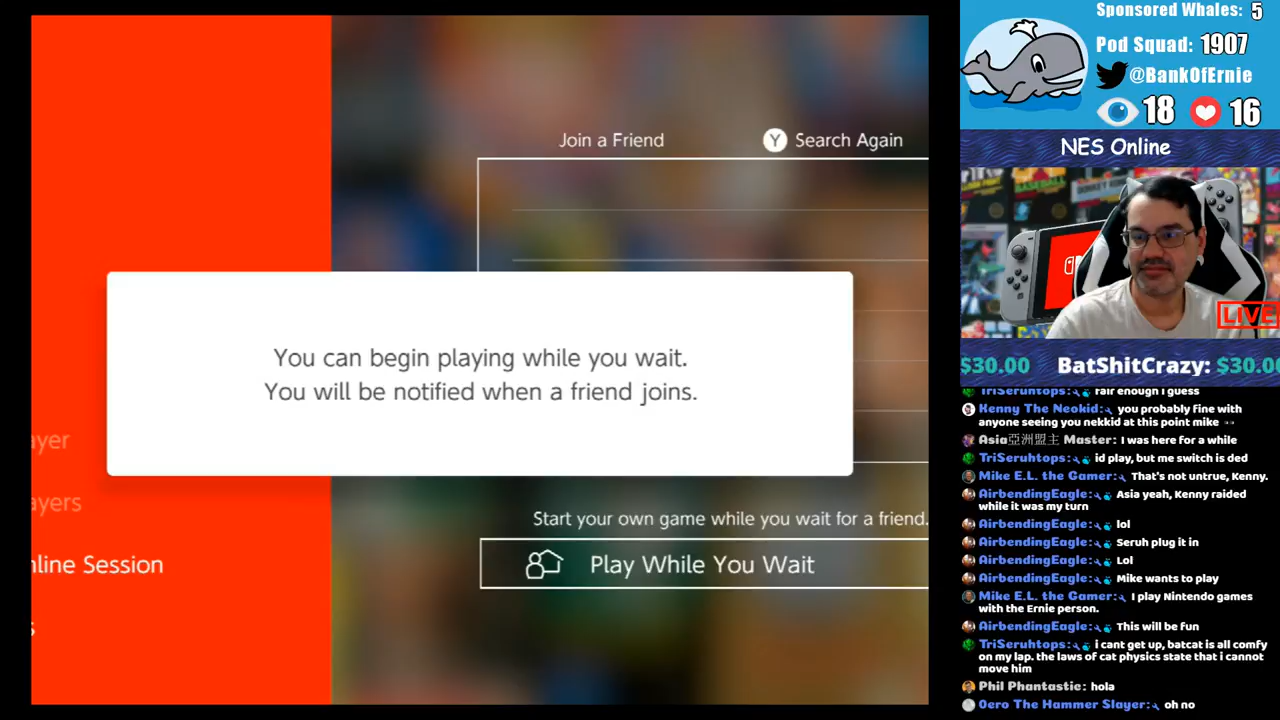 Join a Friend
Y Search Again
You can begin playing while you wait.
You will be notified when a friend joins.
ayer
ayers
nline Session
s
Start your own game while you wait for a friend.
Play While You Wait
Sponsored Whales: 5
Pod Squad: 1907
@BankOfErnie
18 16
NES Online
BASEBALL
LIVE
$30.00 BatShitCrazy: $30.00
TriSeruhtops: fair enough i guess
Kenny The Neokid: you probably fine with
anyone seeing you nekkid at this point mike
Asia亞洲盟主 Master: I was here for a while
TriSeruhtops: id play, but me switch is ded
Mike E.L. the Gamer: That's not untrue, Kenny.
AirbendingEagle: Asia yeah, Kenny raided
while it was my turn
AirbendingEagle: lol
AirbendingEagle: Seruh plug it in
AirbendingEagle: Lol
AirbendingEagle: Mike wants to play
Mike E.L. the Gamer: I play Nintendo games
with the Ernie person.
AirbendingEagle: This will be fun
TriSeruhtops: i cant get up, batcat is all comfy
on my lap. the laws of cat physics state that i cannot
move him
Phil Phantastic: hola
0ero The Hammer Slayer: oh no